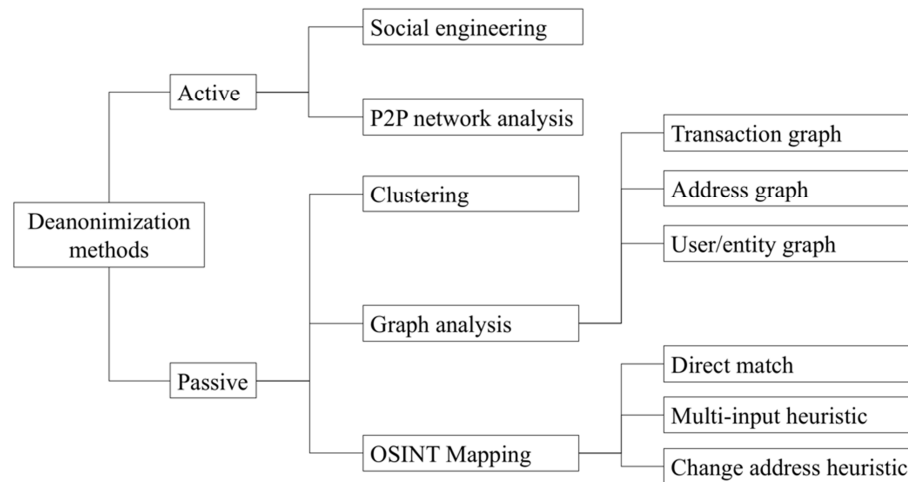 Social engineering
Active
P2P network analysis
Transaction graph
Clustering
Address graph
Deanonimization
methods
User/entity graph
Graph analysis
Direct match
Passive
Multi-input heuristic
OSINT Mapping
Change address heuristic